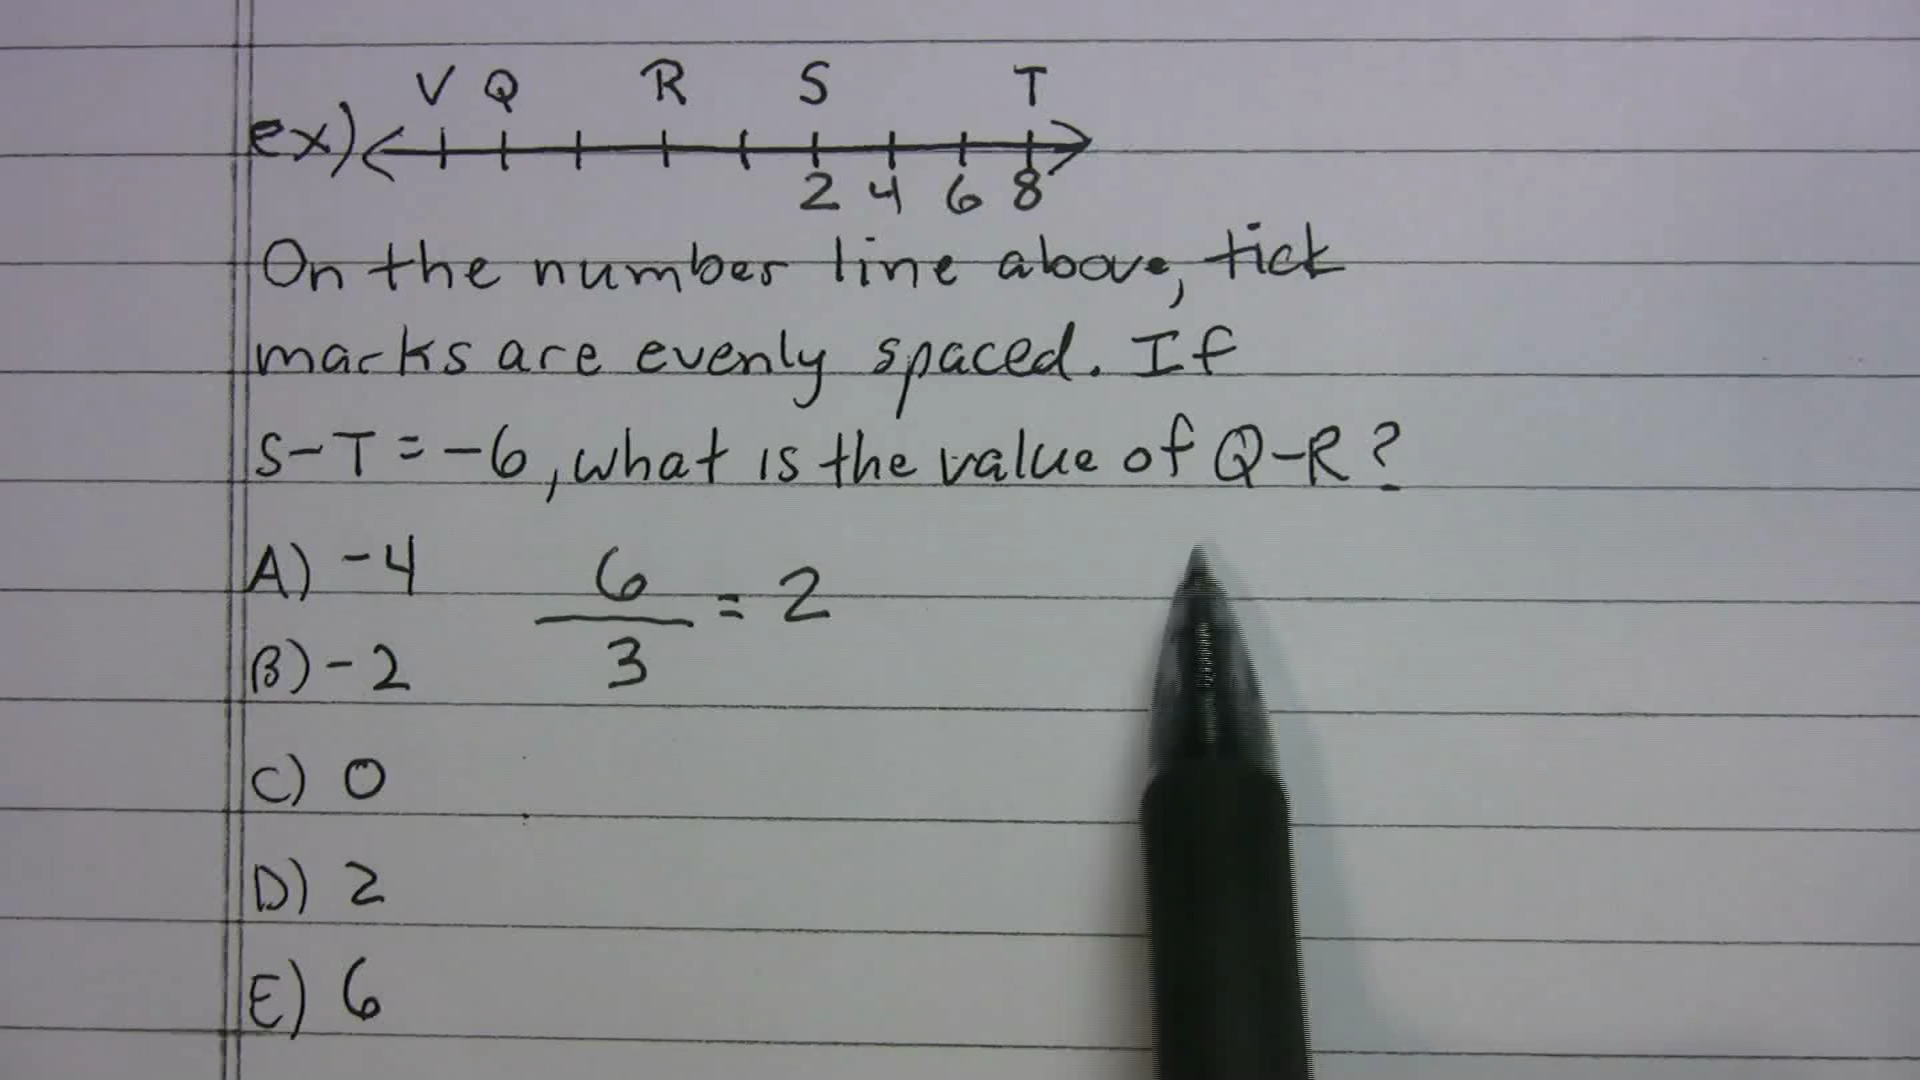 V Q R S T
ex)
2 4 6 8
On the number line above, tick
marks are evenly spaced. If
S-T=-6, what is the value of Q-R?
A) -4
6
3
= 2
B) -2
C) 0
D) 2
E) 6